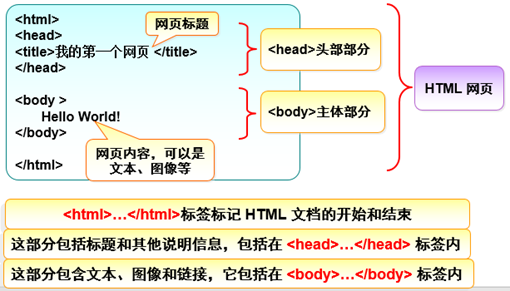 <html>
网页标题
<head>
<title>我的第一个网页 </title>
</head>
<head>头部部分
HTML 网页
<body >
Hello World!
<body>主体部分
</body>
网页内容，可以是
文本、图像等
</html>
<html>…</html>标签标记 HTML 文档的开始和结束
这部分包括标题和其他说明信息，包括在 <head>…</head> 标签内
这部分包含文本、图像和链接，它包括在 <body>…</body> 标签内